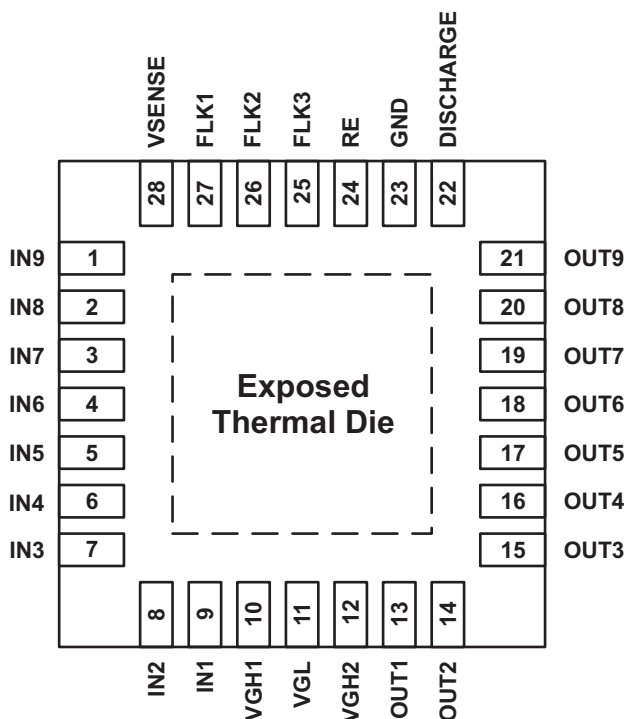 VSENSE
FLK1
FLK2
FLK3
RE
GND
DISCHARGE
28
27
26
25
24
23
22
IN9 1
21 OUT9
IN8 2
20 OUT8
IN7 3
19 OUT7
IN6 4
18 OUT6
IN5 5
17 OUT5
IN4 6
16 OUT4
IN3 7
15 OUT3
Exposed
Thermal Die
8
9
10
11
12
13
14
IN2
IN1
VGH1
VGL
VGH2
OUT1
OUT2